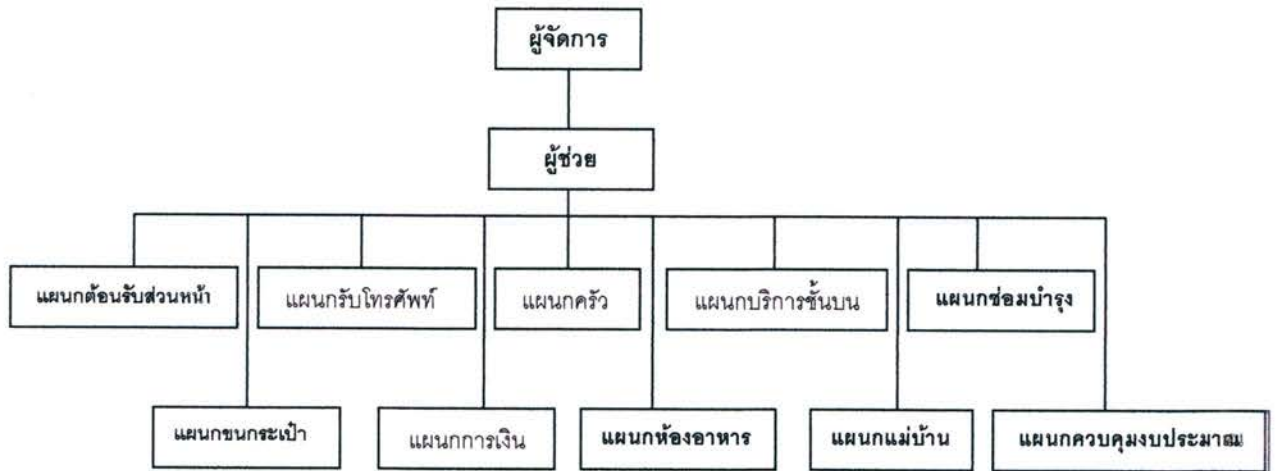 ผู้จัดการ
ผู้ช่วย
แผนกต้อนรับส่วนหน้า
แผนกรับโทรศัพท์
แผนกครัว
แผนกบริการชั้นบน
แผนกซ่อมบำรุง
แผนกขนกระเป๋า
แผนกการเงิน
แผนกห้องอาหาร
แผนกแม่บ้าน
แผนกควบคุมงบประมาณ